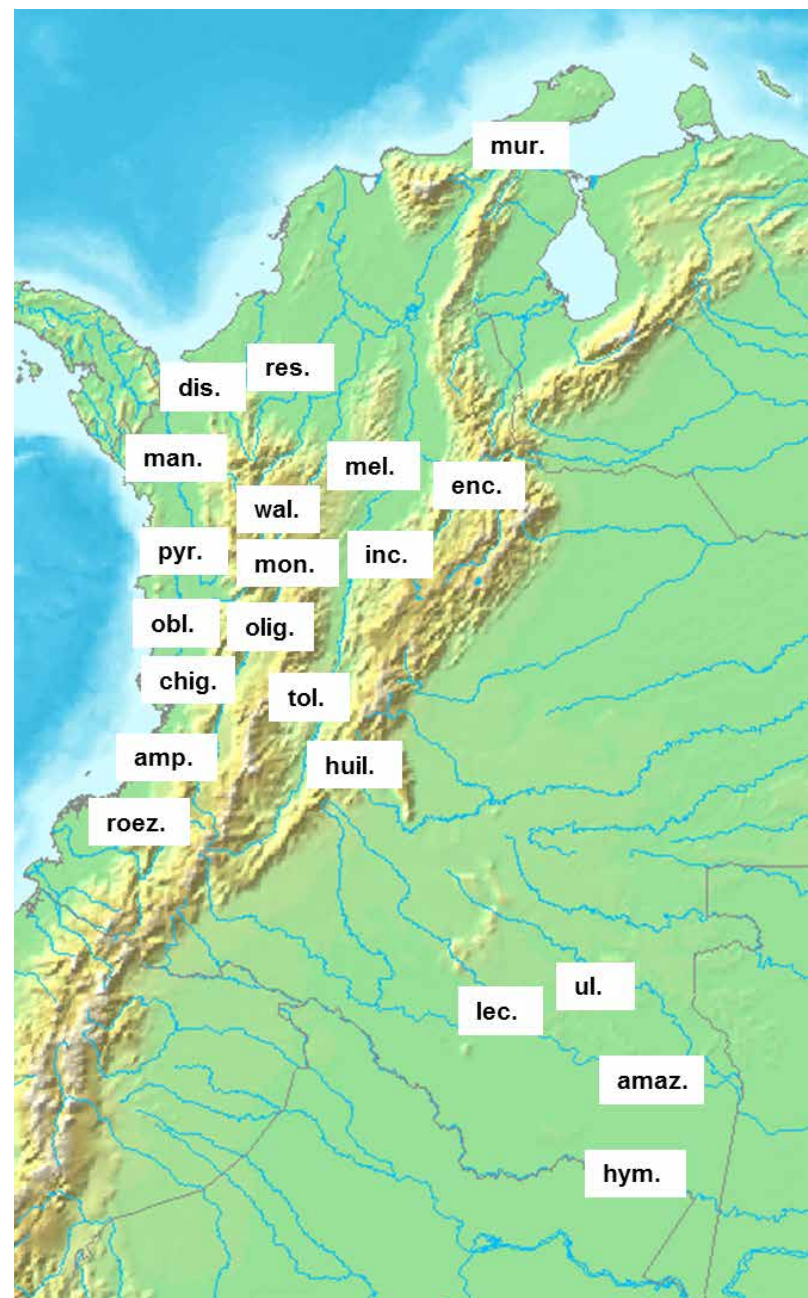 mur.
res.
dis.
man.
mel.
enc.
wal.
pyr.
mon.
inc.
obl.
olig.
chig.
tol.
amp.
huil.
roez.
ul.
lec.
amaz.
hym.